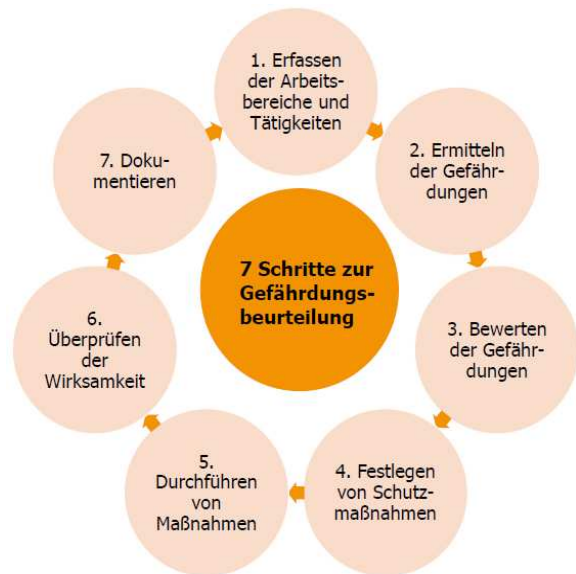 1. Erfassen
der Arbeits-
bereiche und
Tätigkeiten
2. Ermitteln
der Gefähr-
dungen
3. Bewerten
der Gefähr-
dungen
4. Festlegen
von Schutz-
maßnahmen
5.
Durchführen
von
Maßnahmen
6.
Überprüfen
der
Wirksamkeit
7. Doku-
mentieren
7 Schritte zur
Gefährdungs-
beurteilung